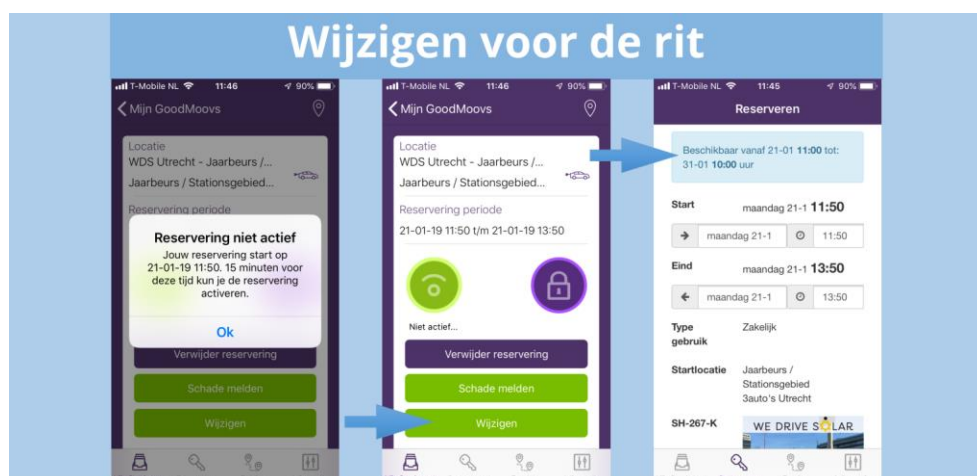 Wijzigen voor de rit
T-Mobile NL 11:46 90%
Mijn GoodMoovs
Locatie
WDS Utrecht - Jaarbeurs /...
Jaarbeurs / Stationsgebied...
Reservering periode
Reservering niet actief
Jouw reservering start op
21-01-19 11:50. 15 minuten voor
deze tijd kun je de reservering
activeren.
Ok
Verwijder reservering
Schade melden
Wijzigen
T-Mobile NL 11:46 90%
Mijn GoodMoovs
Locatie
WDS Utrecht - Jaarbeurs /...
Jaarbeurs / Stationsgebied...
Reservering periode
21-01-19 11:50 t/m 21-01-19 13:50
Niet actief...
Verwijder reservering
Schade melden
Wijzigen
T-Mobile NL 11:45 90%
Reserveren
Beschikbaar vanaf 21-01 11:00 tot:
31-01 10:00 uur
Start maandag 21-1 11:50
maandag 21-1 11:50
Eind maandag 21-1 13:50
maandag 21-1 13:50
Type gebruik Zakelijk
Startlocatie Jaarbeurs /
Stationsgebied
3auto's Utrecht
SH-267-K WE DRIVE SOLAR